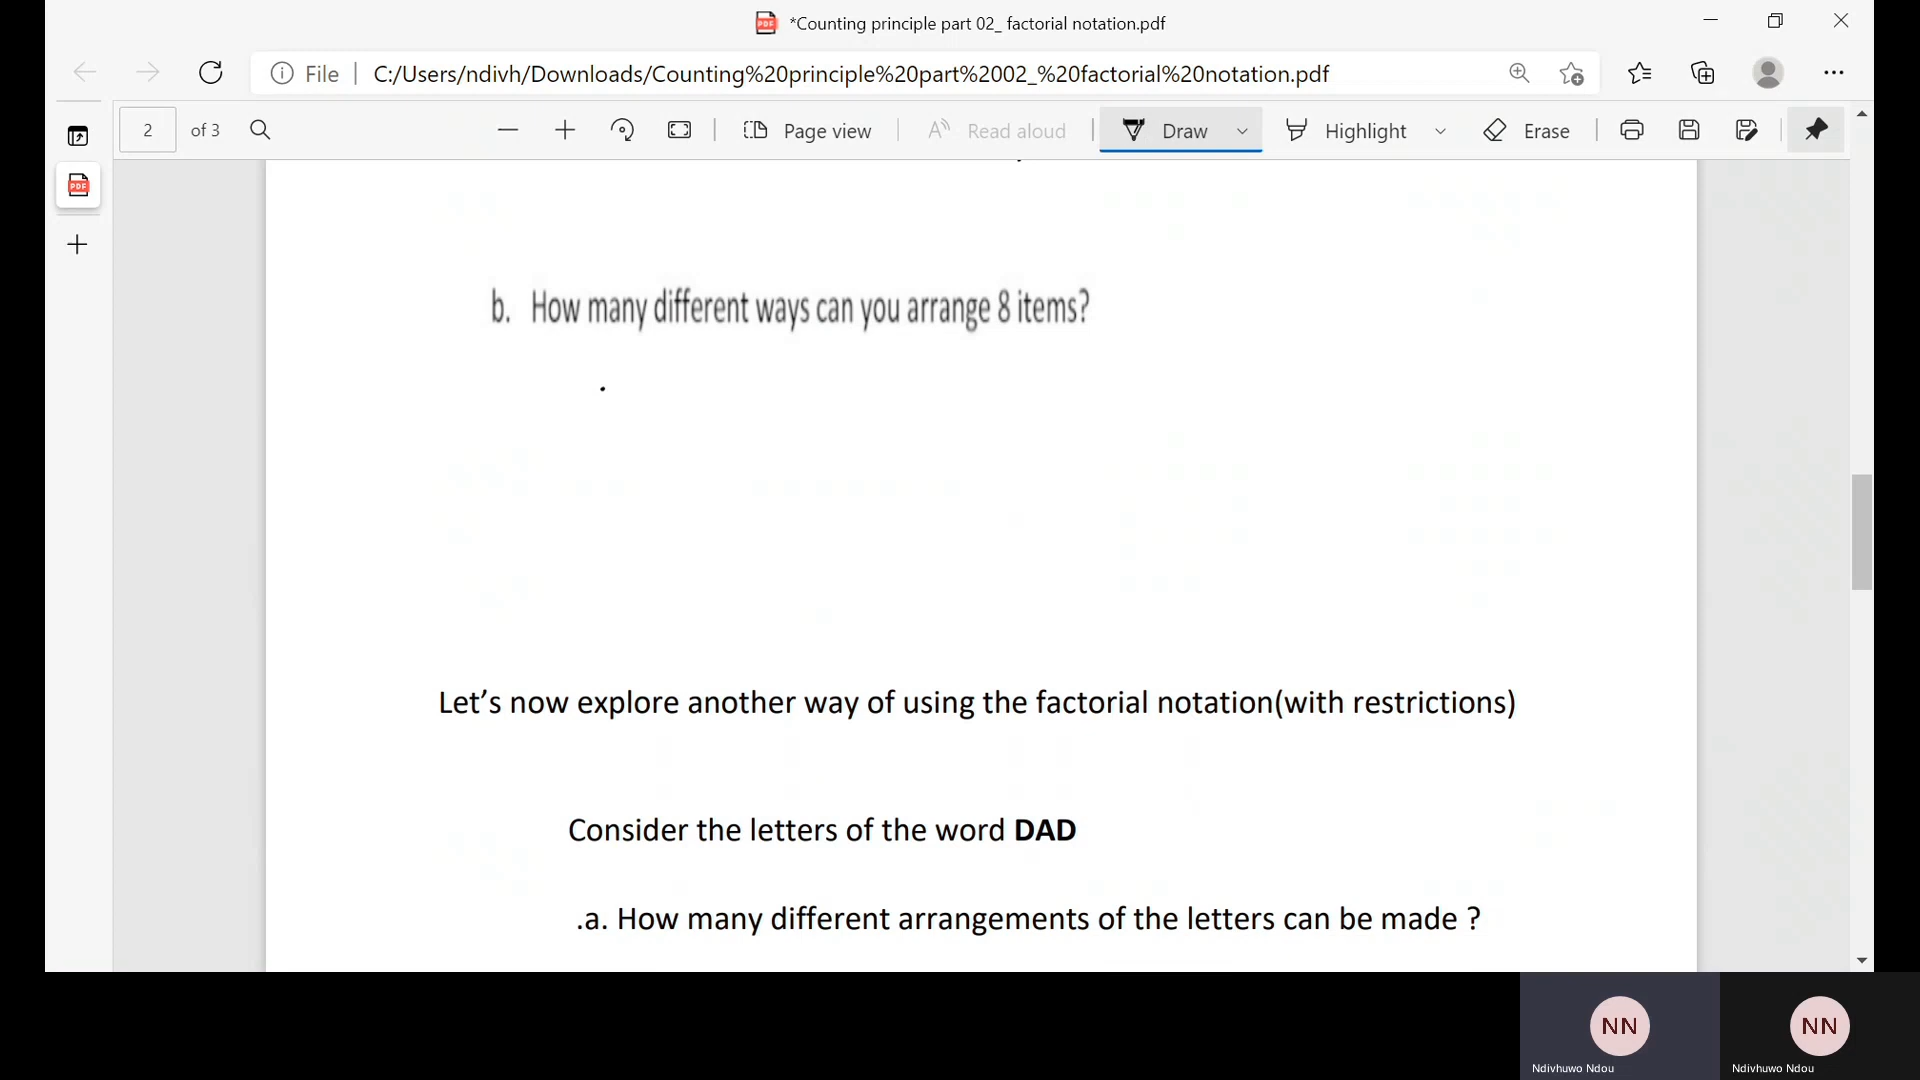 *Counting principle part 02_ factorial notation.pdf
File | C:/Users/ndivh/Downloads/Counting%20principle%20part%2002_%20factorial%20notation.pdf
2 of 3 Page view Read aloud Draw Highlight Erase
PDF
b. How many different ways can you arrange 8 items?
Let’s now explore another way of using the factorial notation(with restrictions)
Consider the letters of the word DAD
.a. How many different arrangements of the letters can be made ?
NN NN
Ndivhuwo Ndou Ndivhuwo Ndou